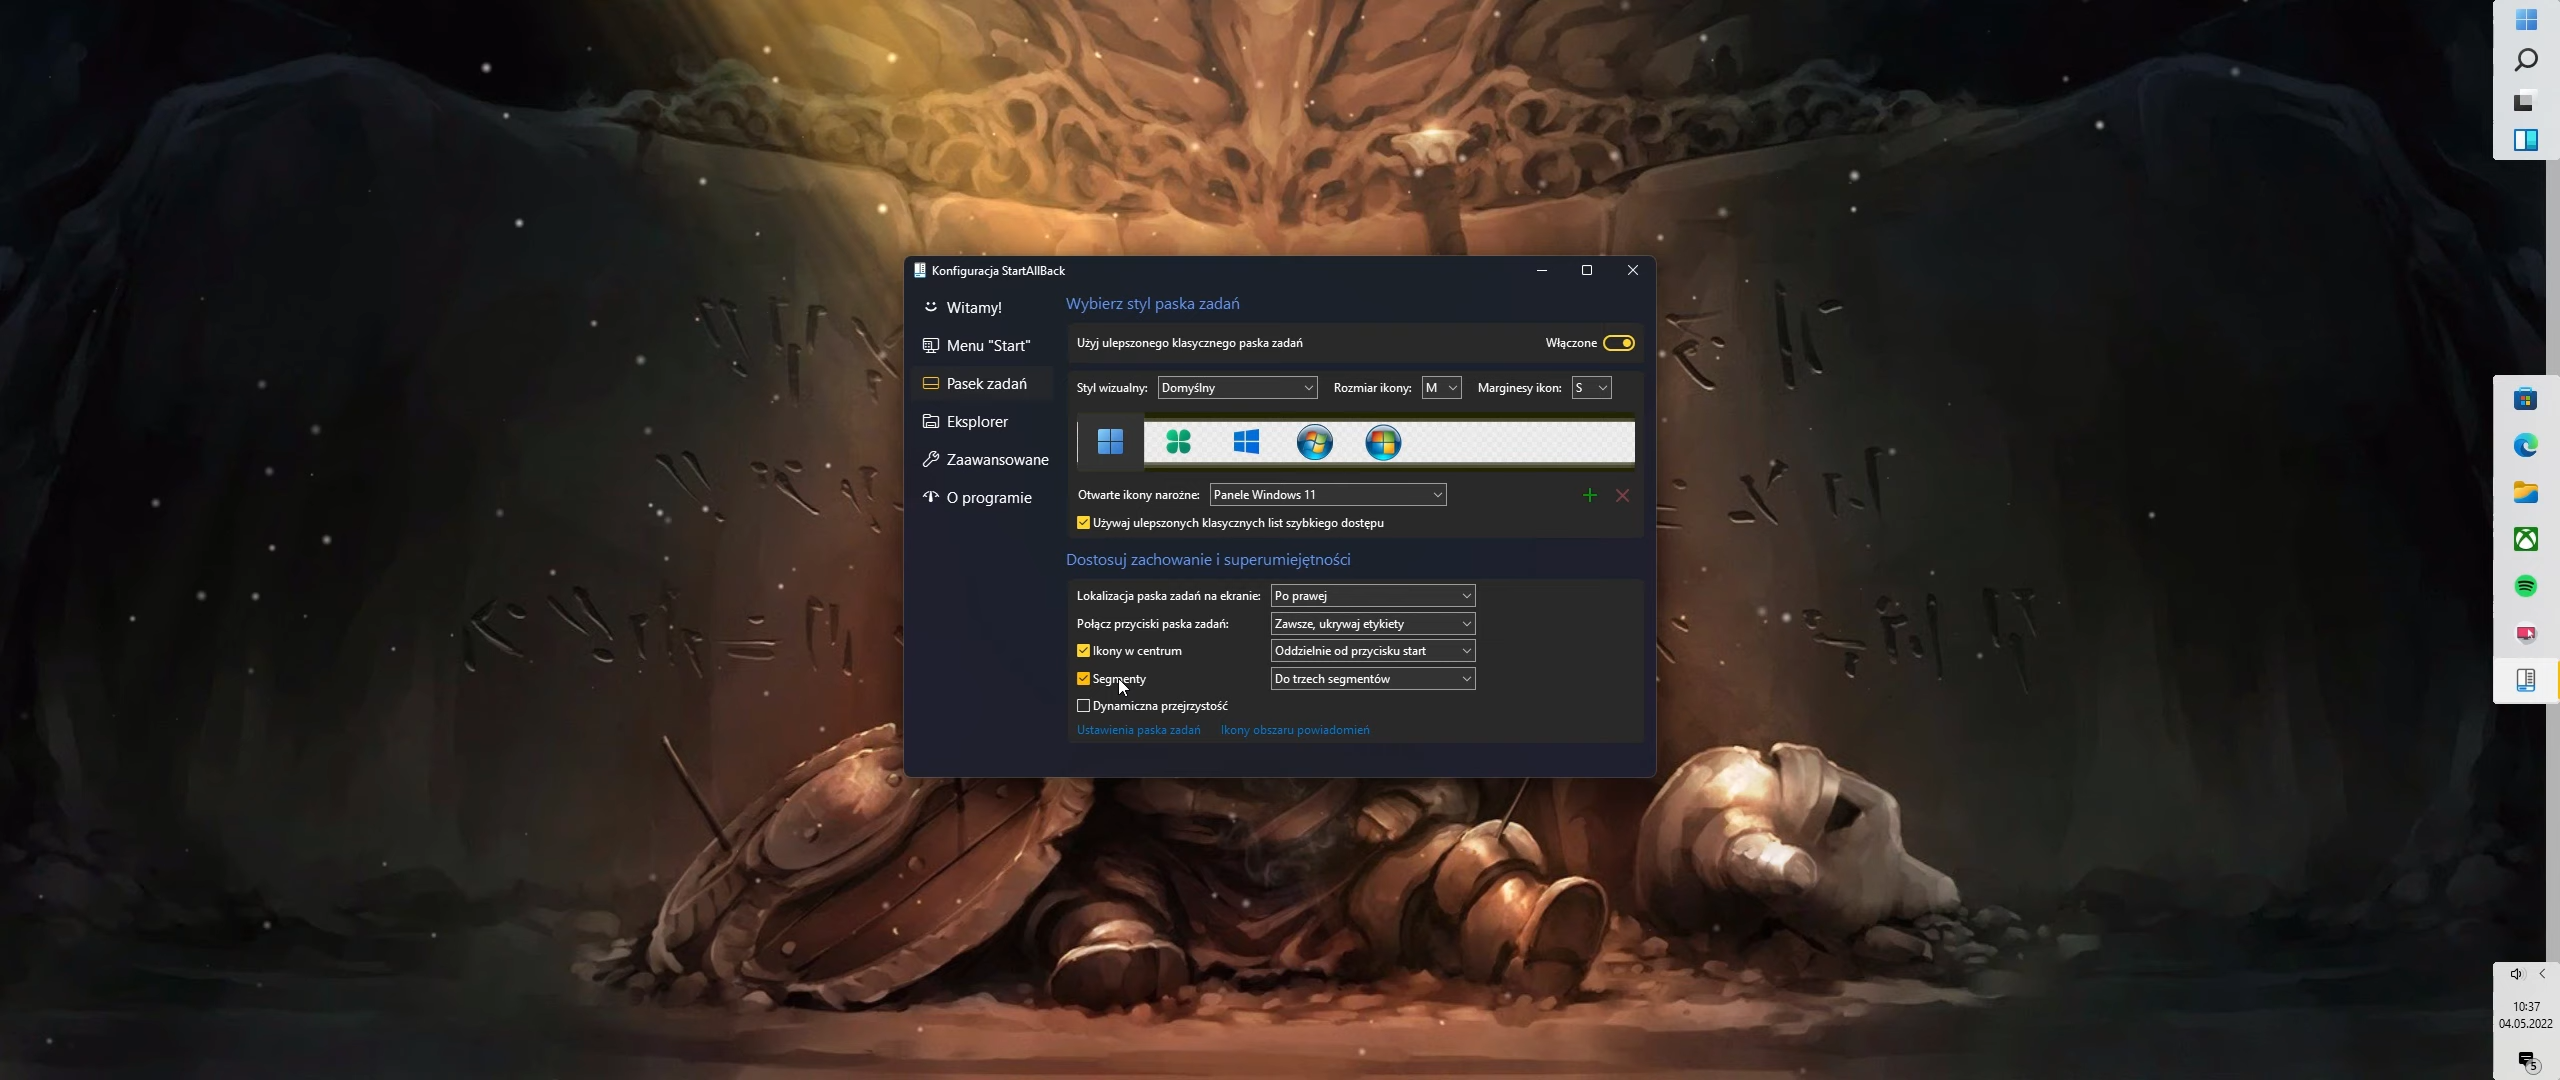 Konfiguracja StartAllBack
Witamy!
Menu "Start"
Pasek zadań
Eksplorer
Zaawansowane
O programie
Wybierz styl paska zadań
Użyj ulepszonego klasycznego paska zadań Włączone
Styl wizualny: Domyślny Rozmiar ikony: M Marginesy ikon: S
Otwarte ikony narożne: Panele Windows 11
Używaj ulepszonych klasycznych list szybkiego dostępu
Dostosuj zachowanie i superumiejętności
Lokalizacja paska zadań na ekranie: Po prawej
Połącz przyciski paska zadań: Zawsze, ukrywaj etykiety
Ikony w centrum Oddzielnie od przycisku start
Segmenty Do trzech segmentów
Dynamiczna przejrzystość
Ustawienia paska zadań Ikony obszaru powiadomień
10:37
04.05.2022
5